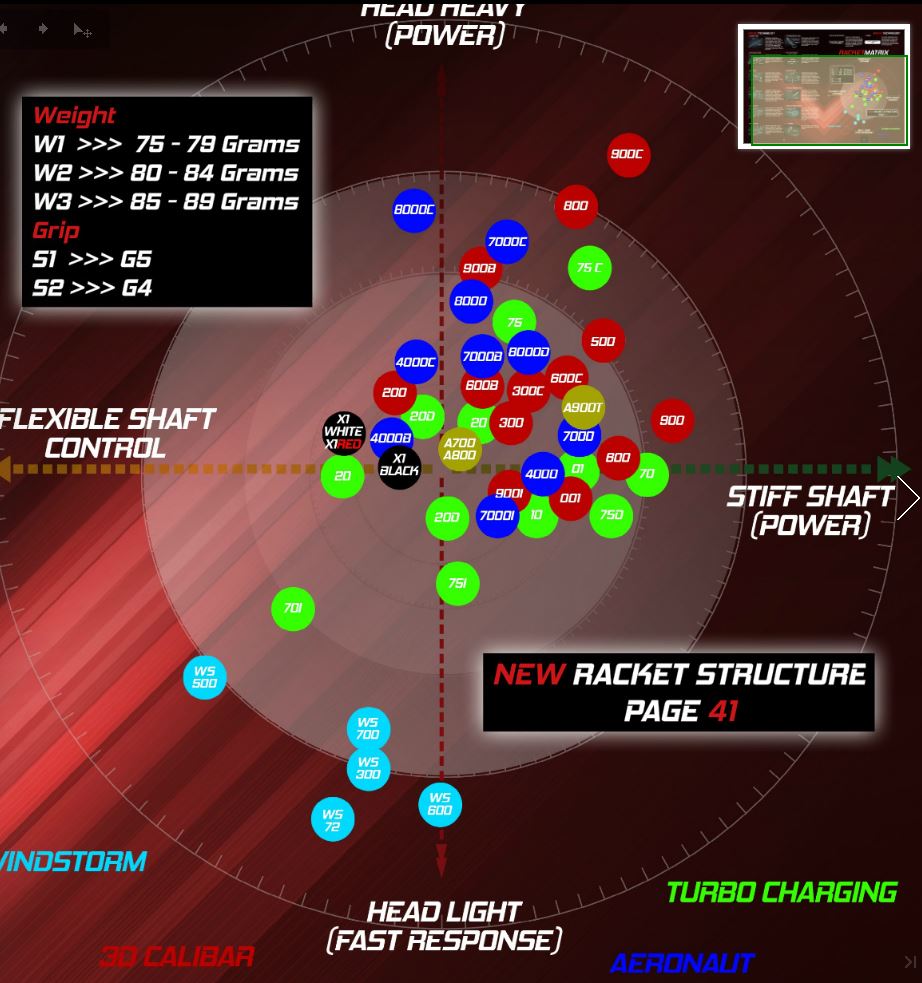 HEAD HEAVY
(POWER)
Weight
W1 >>> 75 - 79 Grams
W2 >>> 80 - 84 Grams
W3 >>> 85 - 89 Grams
Grip
S1 >>> G5
S2 >>> G4
900C
800
8000C
7000C
900B
75 C
8000
75
500
7000B
8000D
4000C
600B
600C
200
300C
A900T
20D
20
300
900
X1
WHITE
X1RED
4000B
700D
A700
A800
FLEXIBLE SHAFT
CONTROL
X1
BLACK
800
01
70
4000
20
900I
001
STIFF SHAFT
(POWER)
200
7000I
10
75D
75I
70I
WS
500
NEW RACKET STRUCTURE
PAGE 41
WS
700
WS
300
WS
600
WS
72
VINDSTORM
TURBO CHARGING
HEAD LIGHT
(FAST RESPONSE)
3D CALIBAR
AERONAUT